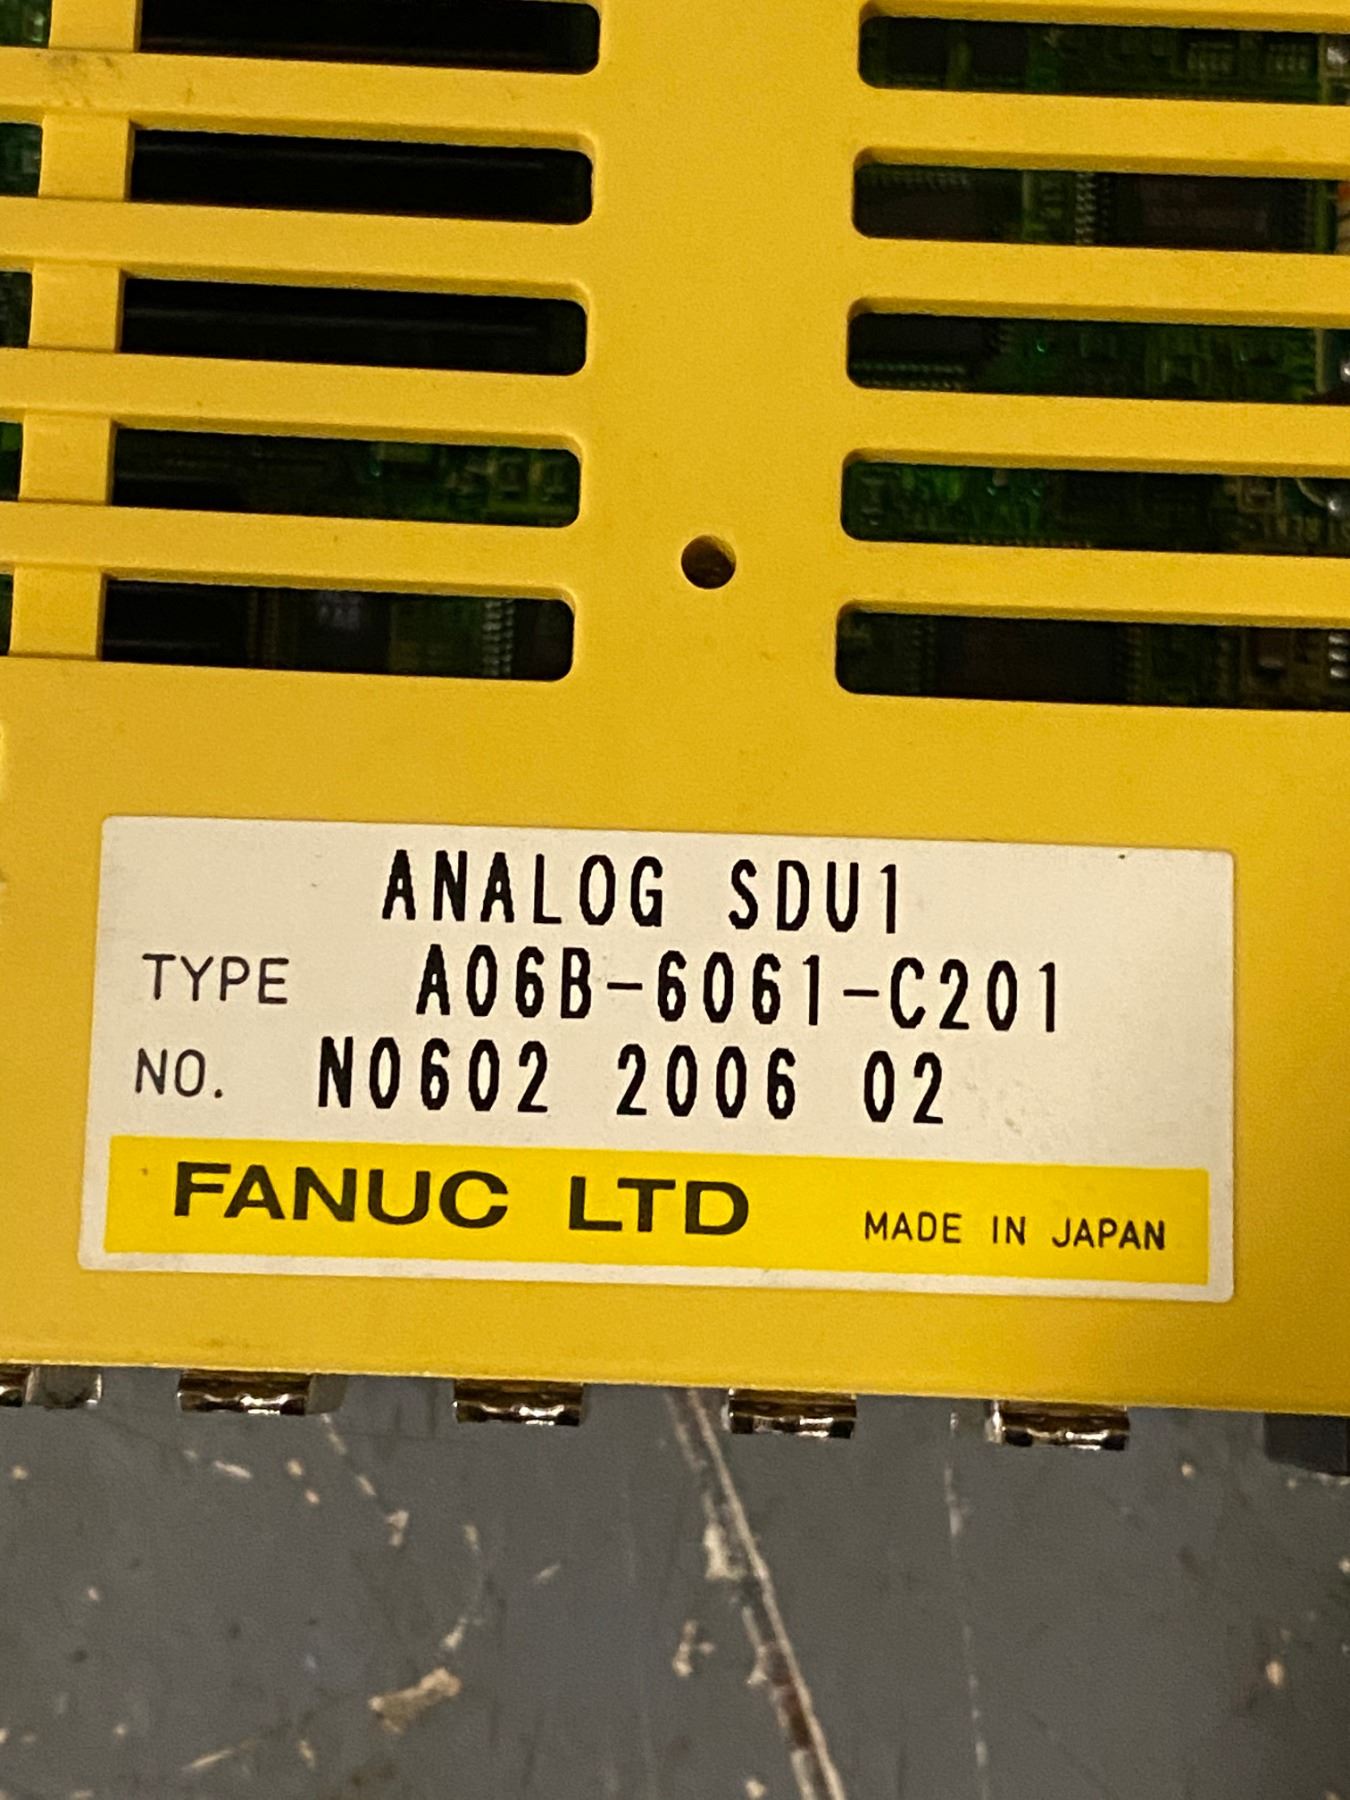 ANALOG SDU1
TYPE A06B-6061-C201
NO. N0602 2006 02
FANUC LTD MADE IN JAPAN